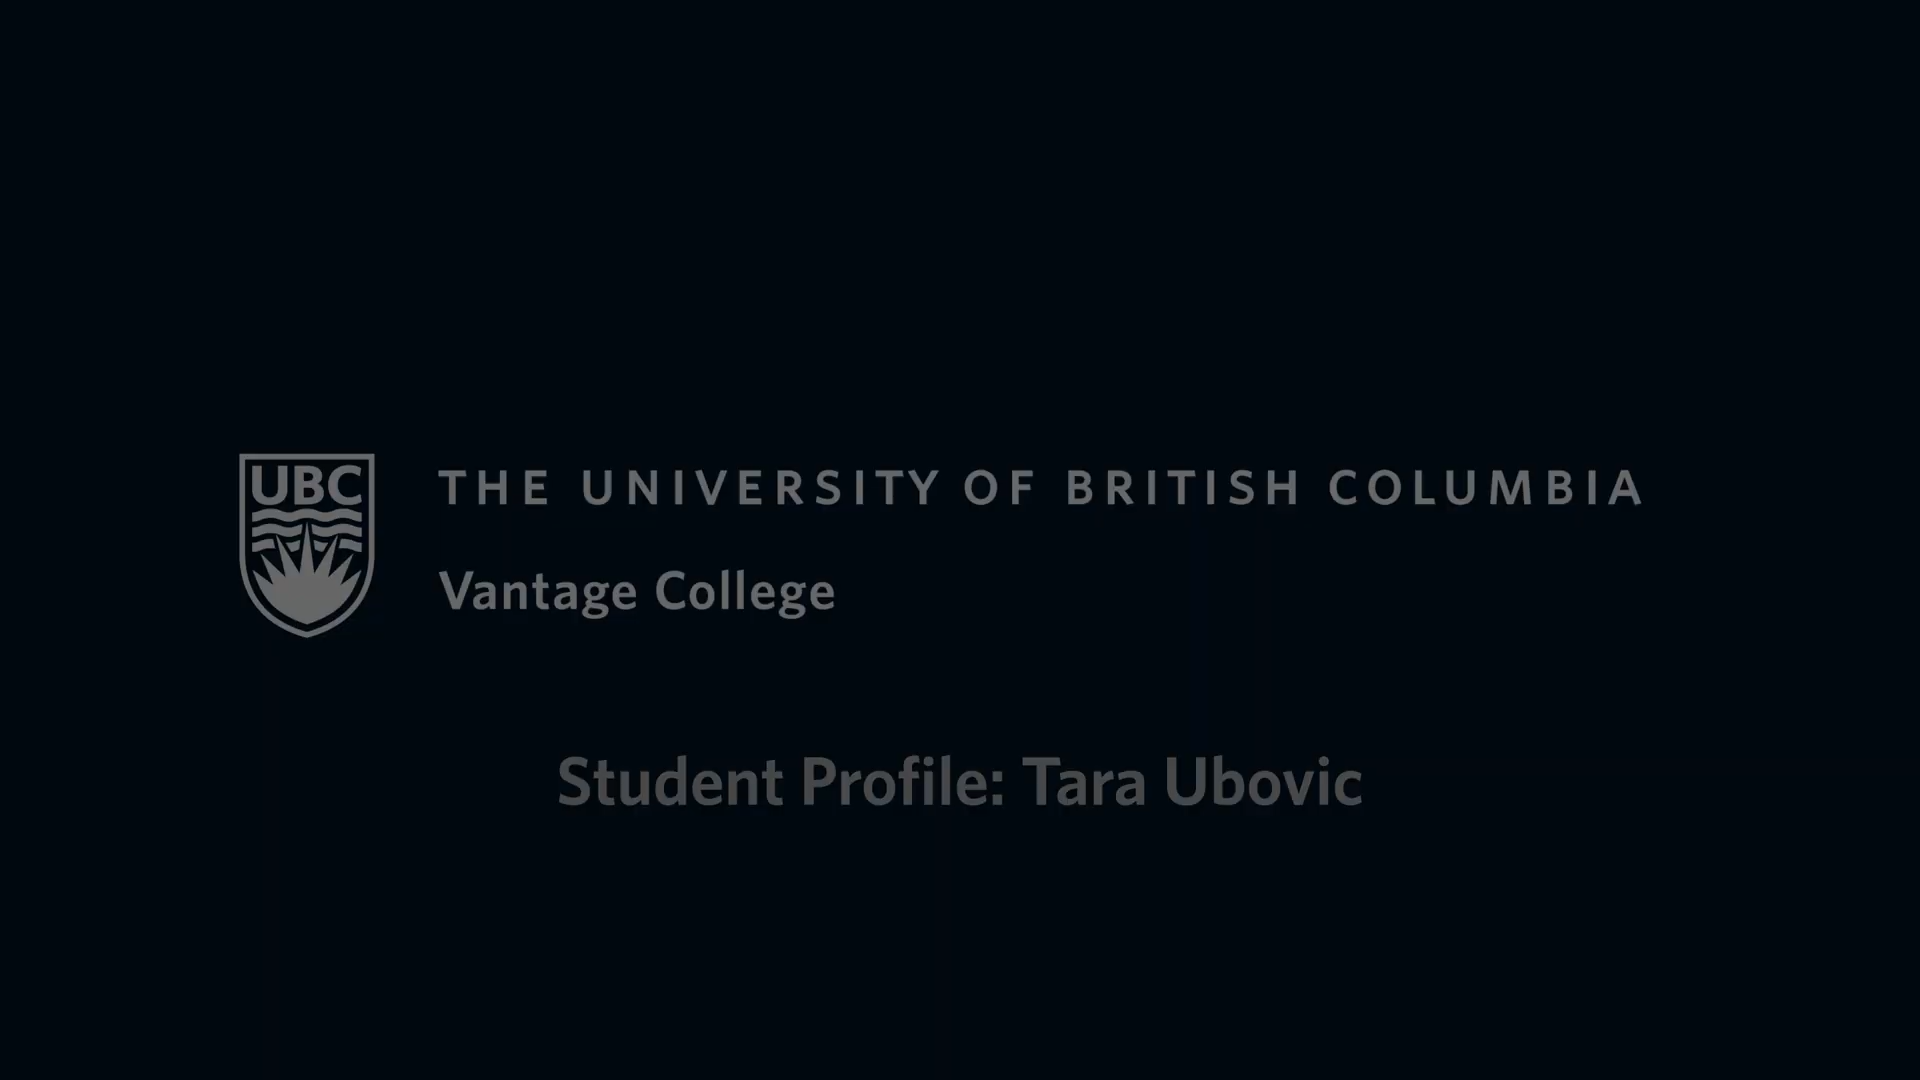 UBC
THE UNIVERSITY OF BRITISH COLUMBIA
Vantage College
Student Profile: Tara Ubovic